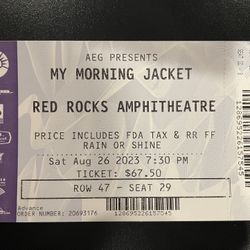 AEG PRESENTS
MY MORNING JACKET
RED ROCKS AMPHITHEATRE
PRICE INCLUDES FDA TAX & RR FF
RAIN OR SHINE
Sat Aug 26 2023 7:30 PM
TICKET: $67.50
ROW 47 - SEAT 29
Advance
ORDER NUMBER: 20693176
120695226157045